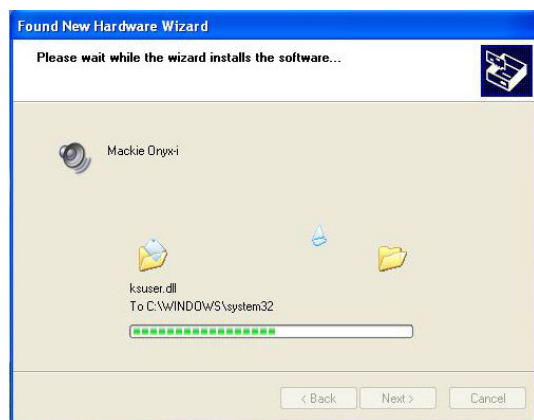 Found New Hardware Wizard
Please wait while the wizard installs the software...
Mackie Onyx-i
ksuser.dll
To C:\WINDOWS\system32
< Back
Next >
Cancel